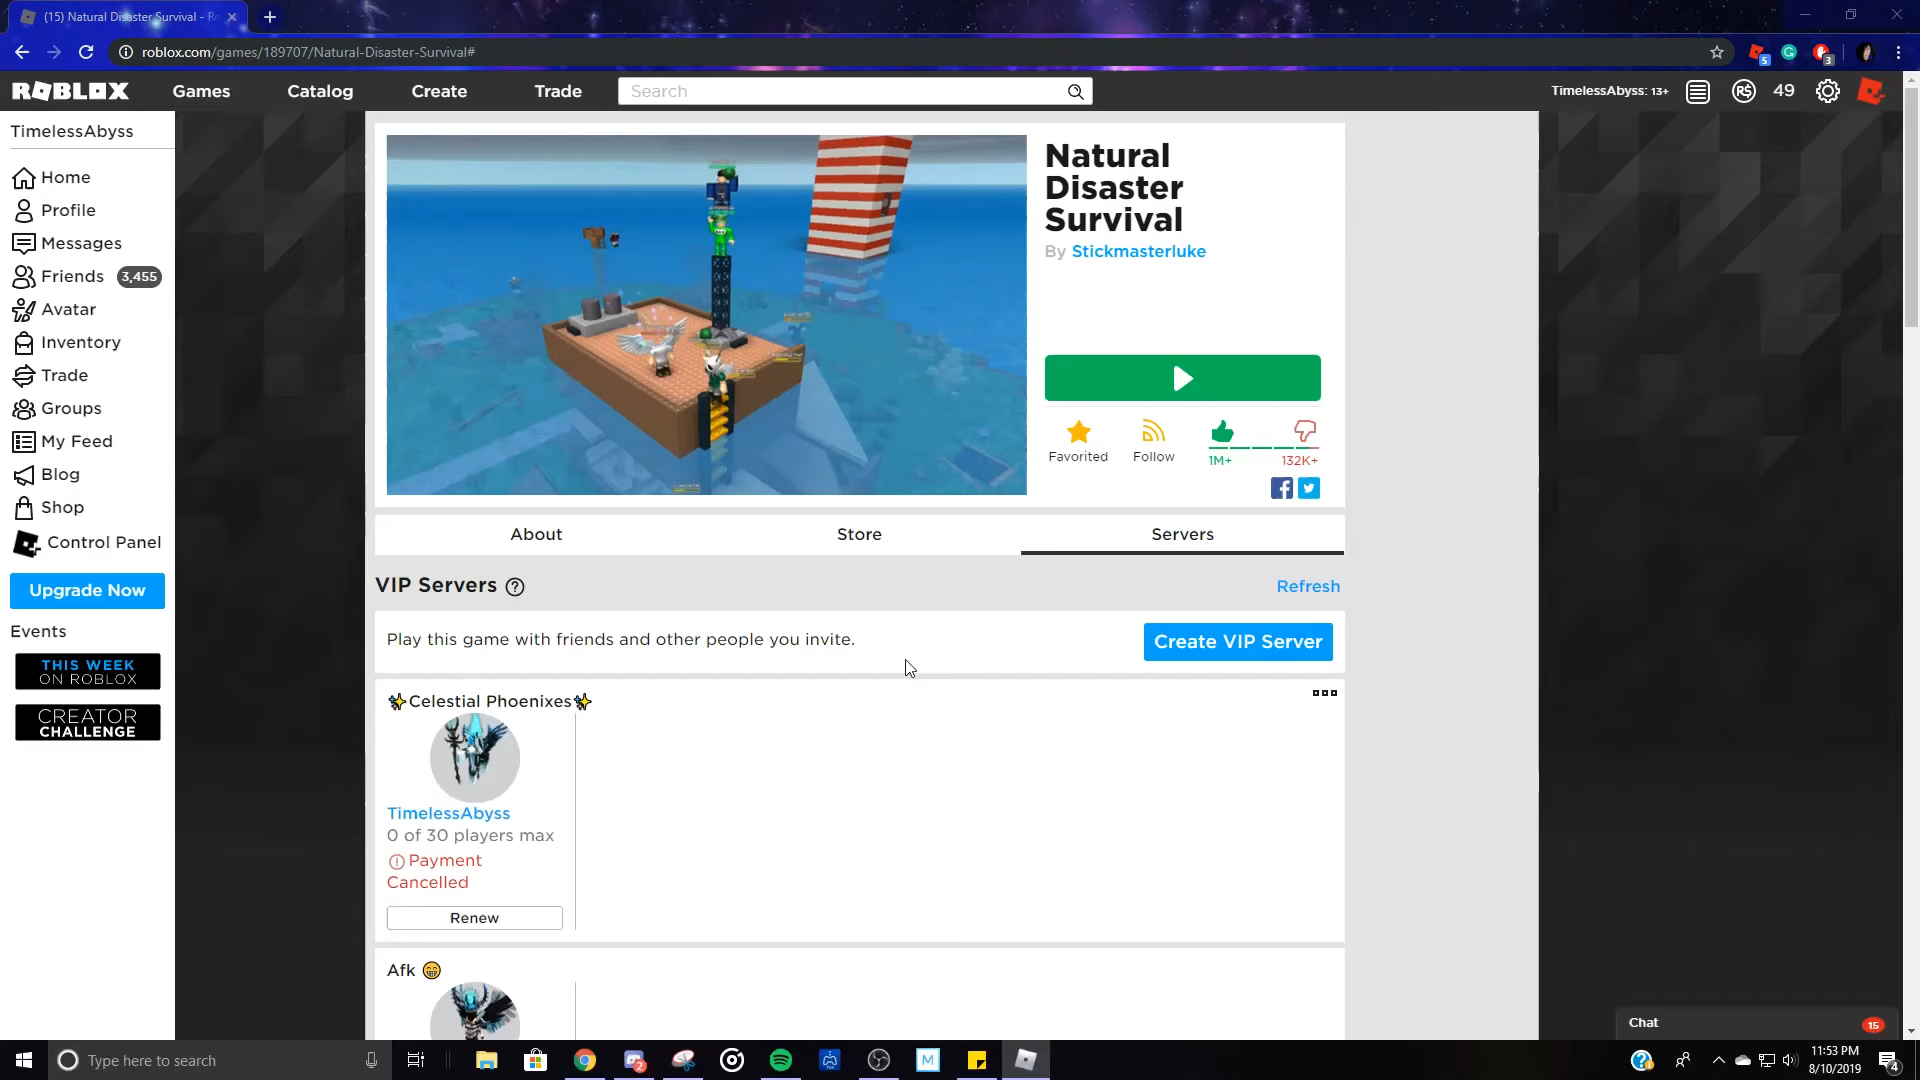 (15) Natural Disaster Survival - Ro
roblox.com/games/189707/Natural-Disaster-Survival#
5
3
ROBLOX
Games
Catalog
Create
Trade
Search
TimelessAbyss: 13+
R$
49
TimelessAbyss
Home
Profile
Messages
Friends 3,455
Avatar
Inventory
Trade
Groups
My Feed
Blog
Shop
Control Panel
Upgrade Now
Events
THIS WEEK
ON ROBLOX
CREATOR
CHALLENGE
Natural
Disaster
Survival
By Stickmasterluke
Favorited
Follow
1M+
132K+
About
Store
Servers
VIP Servers
Refresh
Play this game with friends and other people you invite.
Create VIP Server
✨Celestial Phoenixes✨
TimelessAbyss
0 of 30 players max
Payment
Cancelled
Renew
Afk 😁
Chat
15
Type here to search
2
M
11:53 PM
8/10/2019
4